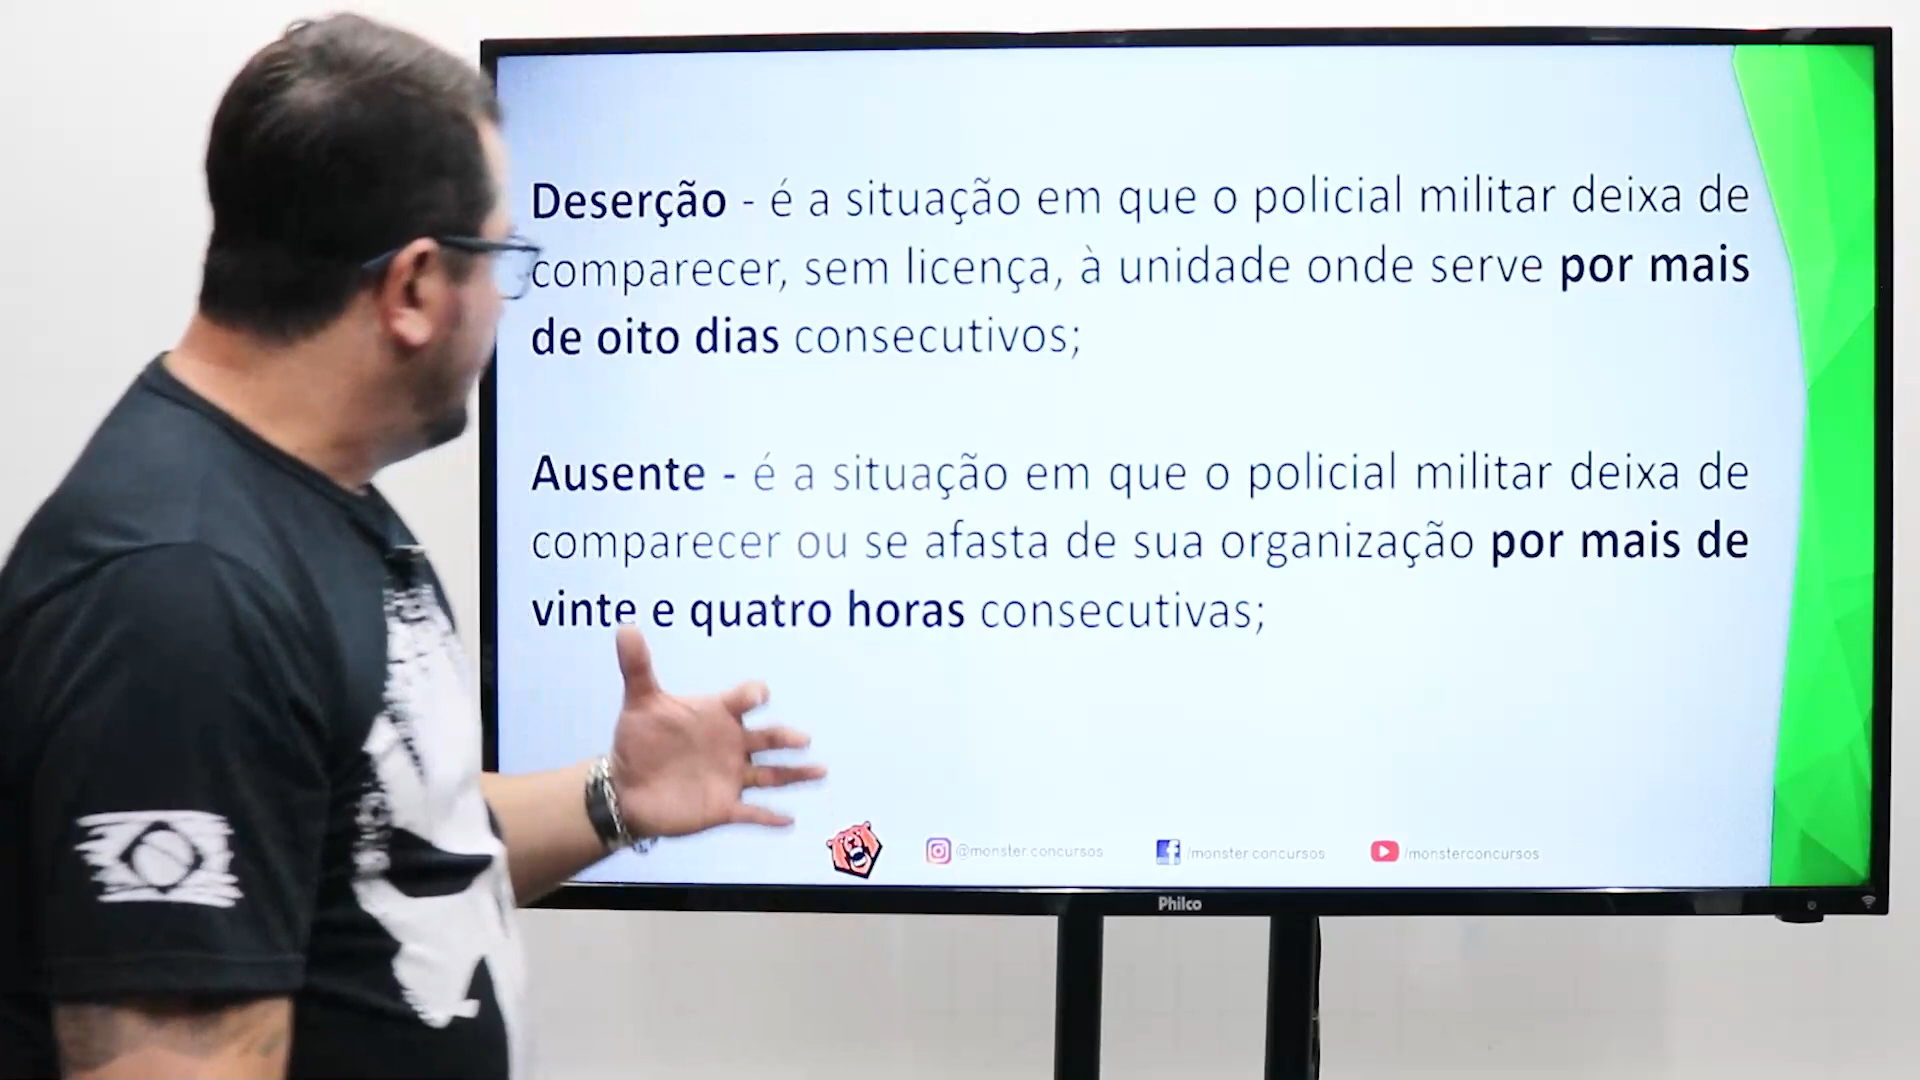 Deserção - é a situação em que o policial militar deixa de
comparecer, sem licença, à unidade onde serve por mais
de oito dias consecutivos;
Ausente - é a situação em que o policial militar deixa de
comparecer ou se afasta de sua organização por mais de
vinte e quatro horas consecutivas;
@monster.concursos
/monster.concursos
/monsterconcursos
Philco